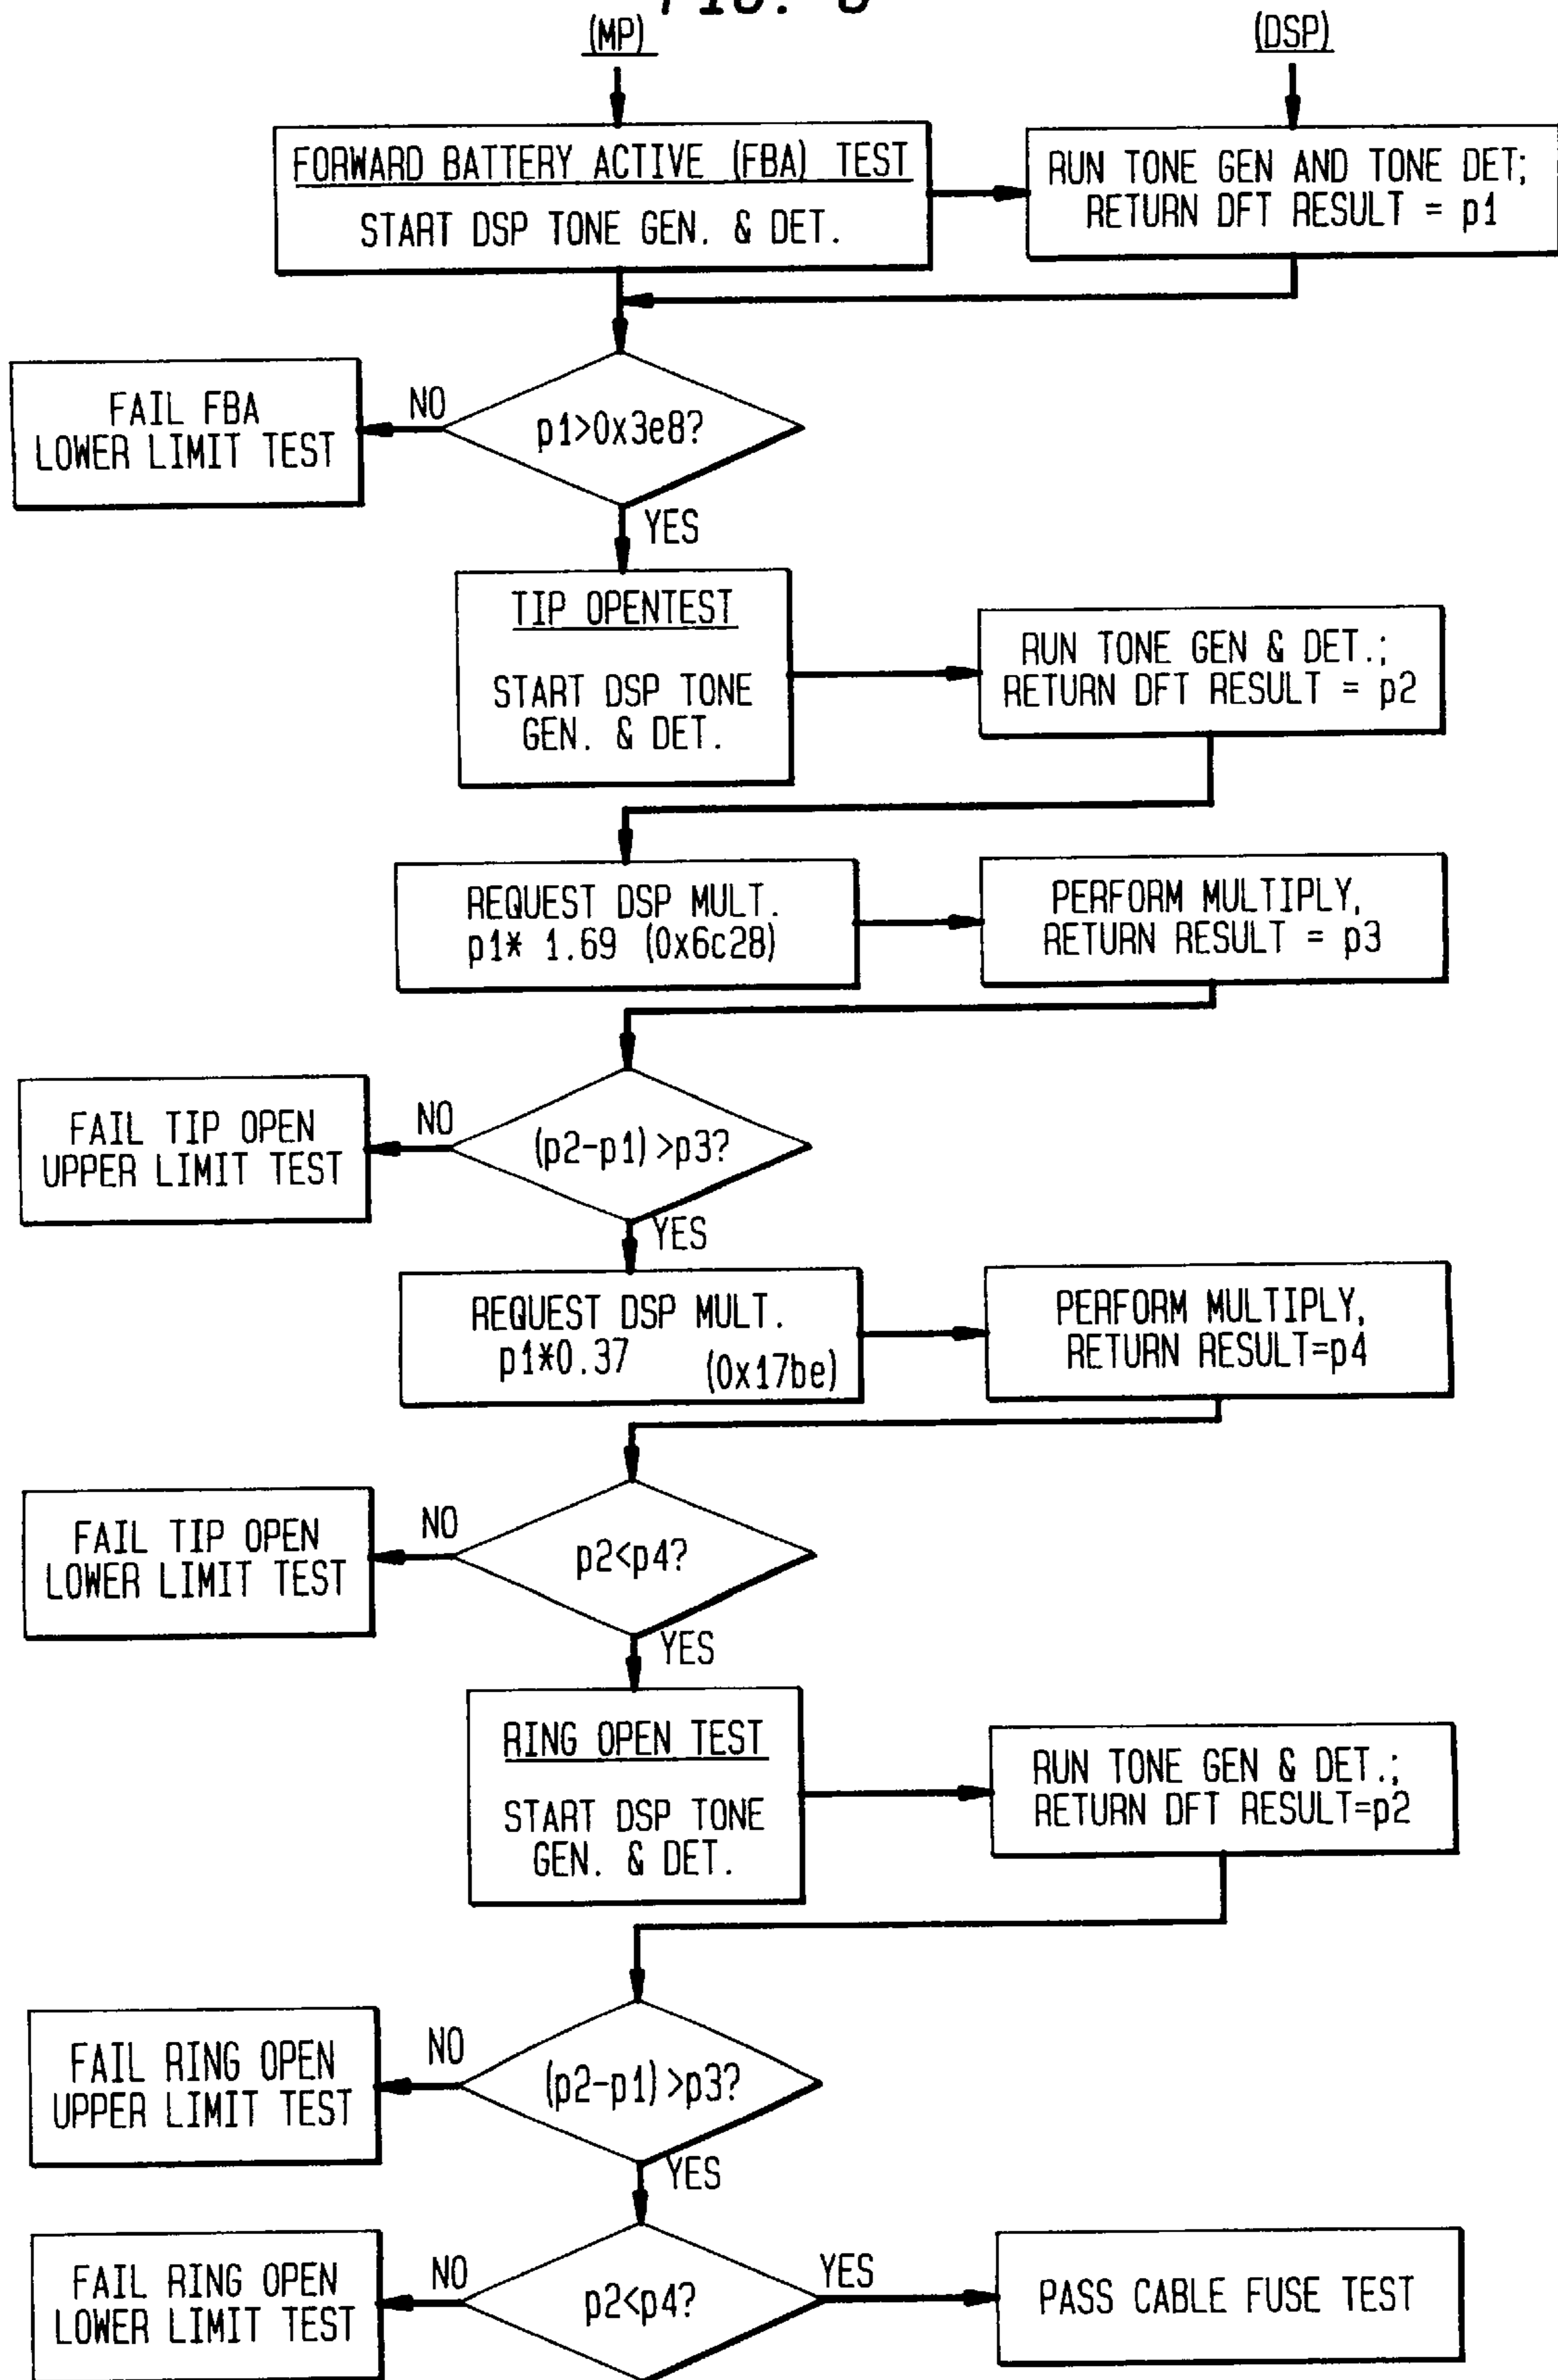 (MP)
(DSP)
FORWARD BATTERY ACTIVE (FBA) TEST
START DSP TONE GEN. & DET.
RUN TONE GEN AND TONE DET;
RETURN DFT RESULT = p1
p1>0x3e8?
NO
FAIL FBA
LOWER LIMIT TEST
YES
TIP OPENTEST
START DSP TONE
GEN. & DET.
RUN TONE GEN & DET.;
RETURN DFT RESULT = p2
REQUEST DSP MULT.
p1* 1.69 (0x6c28)
PERFORM MULTIPLY,
RETURN RESULT = p3
(p2-p1) >p3?
NO
FAIL TIP OPEN
UPPER LIMIT TEST
YES
REQUEST DSP MULT.
p1*0.37 (0x17be)
PERFORM MULTIPLY,
RETURN RESULT=p4
p2<p4?
NO
FAIL TIP OPEN
LOWER LIMIT TEST
YES
RING OPEN TEST
START DSP TONE
GEN. & DET.
RUN TONE GEN & DET.;
RETURN DFT RESULT=p2
(p2-p1) >p3?
NO
FAIL RING OPEN
UPPER LIMIT TEST
YES
p2<p4?
NO
FAIL RING OPEN
LOWER LIMIT TEST
YES
PASS CABLE FUSE TEST